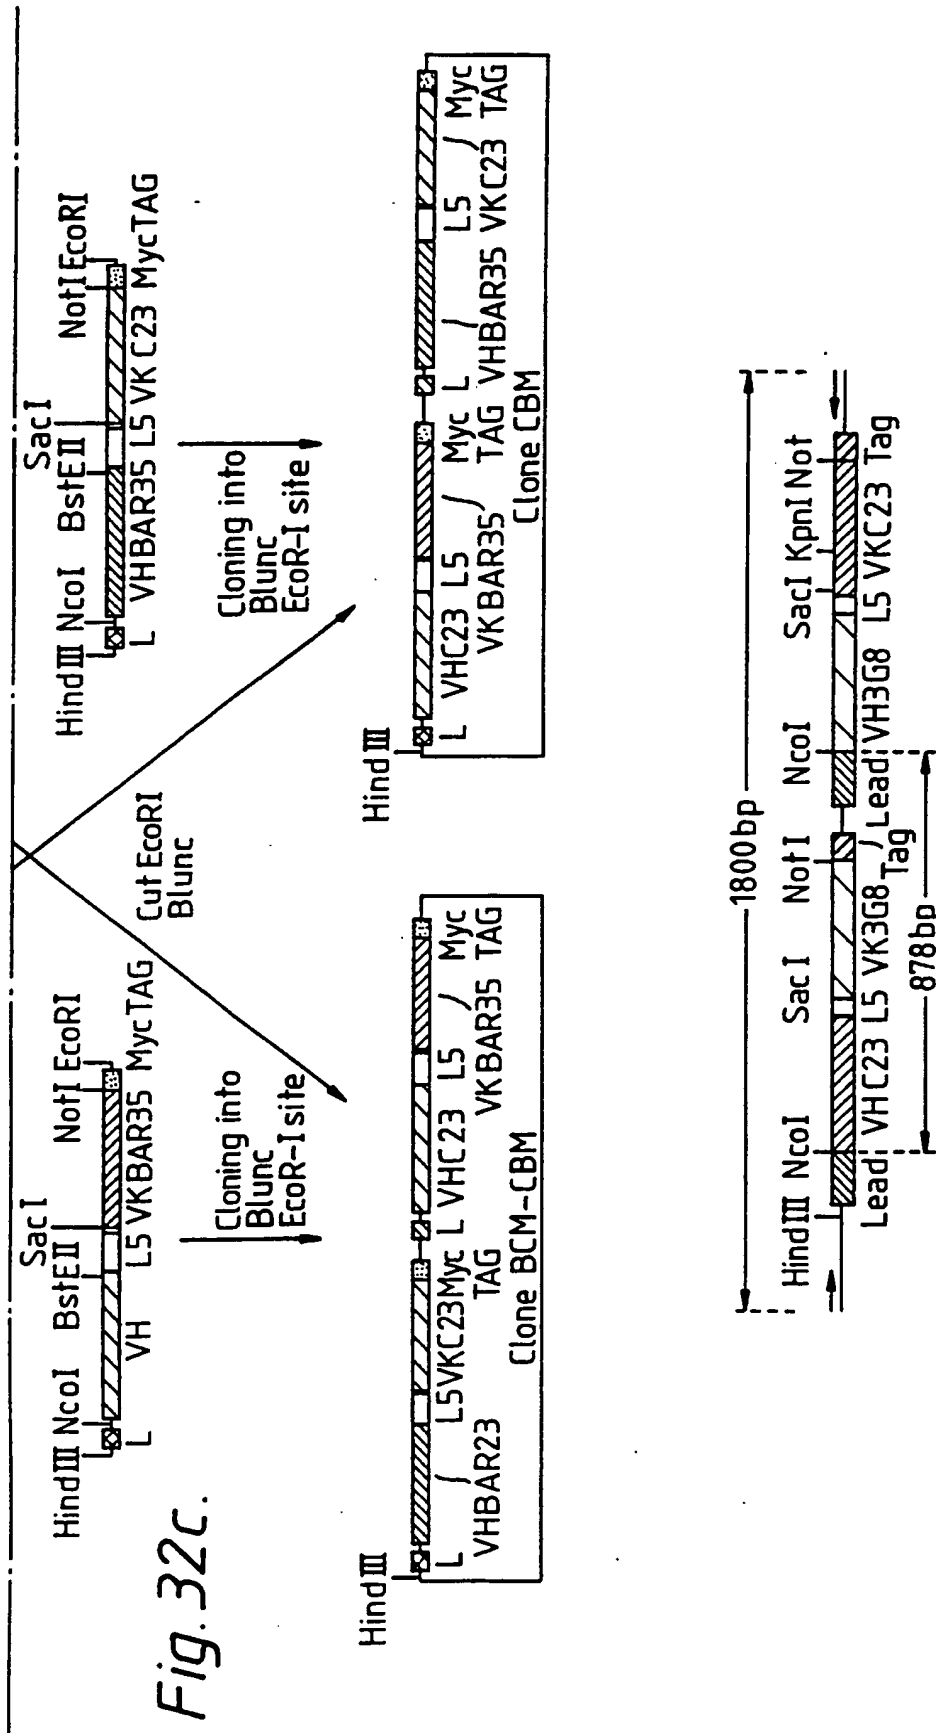 Fig. 32c.
HindIII NcoI BstEII SacI NotI EcoRI
L VH L5 VKBAR35 MycTAG
HindIII NcoI BstEII SacI NotI EcoRI
L VHBAR35 L5 VK C23 MycTAG
Cloning into
Blunc
EcoR-I site
Cut EcoRI
Blunc
Cloning into
Blunc
EcoR-I site
HindIII
L L5 VKC23 Myc L VHC23 L5 Myc
VHBAR23 TAG VKBAR35 TAG
Clone BCM-CBM
HindIII
L VHC23 L5 Myc L L5 Myc
VKBAR35 TAG VHBAR35 VKC23 TAG
Clone CBM
1800bp
HindIII NcoI SacI NotI NcoI SacI KpnI Not
Lead VHC23 L5 VK3G8 Lead VH3G8 L5 VKC23 Tag
Tag
878bp